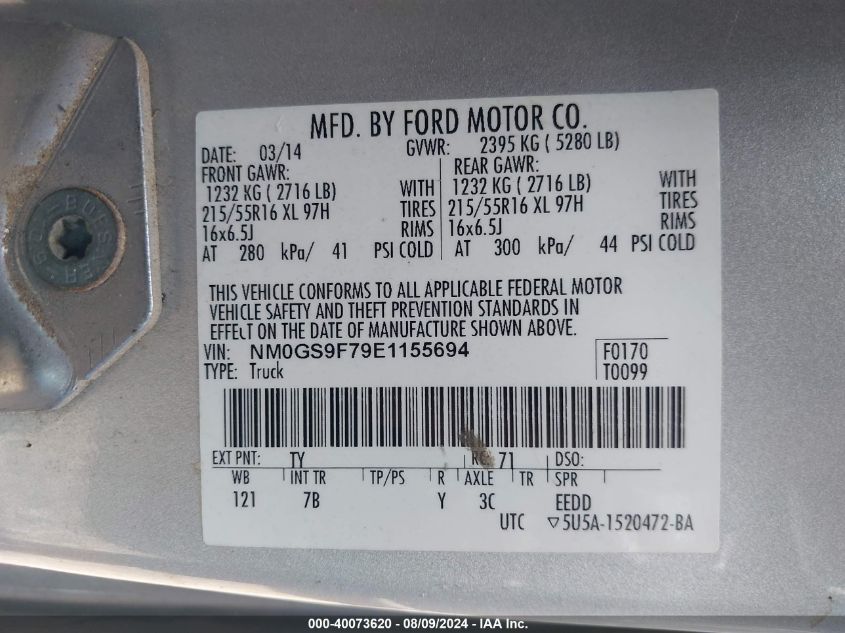 MFD. BY FORD MOTOR CO.
DATE: 03/14 GVWR: 2395 KG ( 5280 LB)
FRONT GAWR: REAR GAWR:
1232 KG ( 2716 LB) WITH 1232 KG ( 2716 LB) WITH
215/55R16 XL 97H TIRES 215/55R16 XL 97H TIRES
16x6.5J RIMS 16x6.5J RIMS
AT 280 kPa/ 41 PSI COLD AT 300 kPa/ 44 PSI COLD
THIS VEHICLE CONFORMS TO ALL APPLICABLE FEDERAL MOTOR
VEHICLE SAFETY AND THEFT PREVENTION STANDARDS IN
EFFECT ON THE DATE OF MANUFACTURE SHOWN ABOVE.
VIN: NM0GS9F79E1155694 F0170
TYPE: Truck T0099
EXT PNT: TY RC: 71 DSO:
WB INT TR TP/PS R AXLE TR SPR
121 7B Y 3C EEDD
UTC ▽5U5A-1520472-BA
000-40073620 - 08/09/2024 - IAA, Inc.